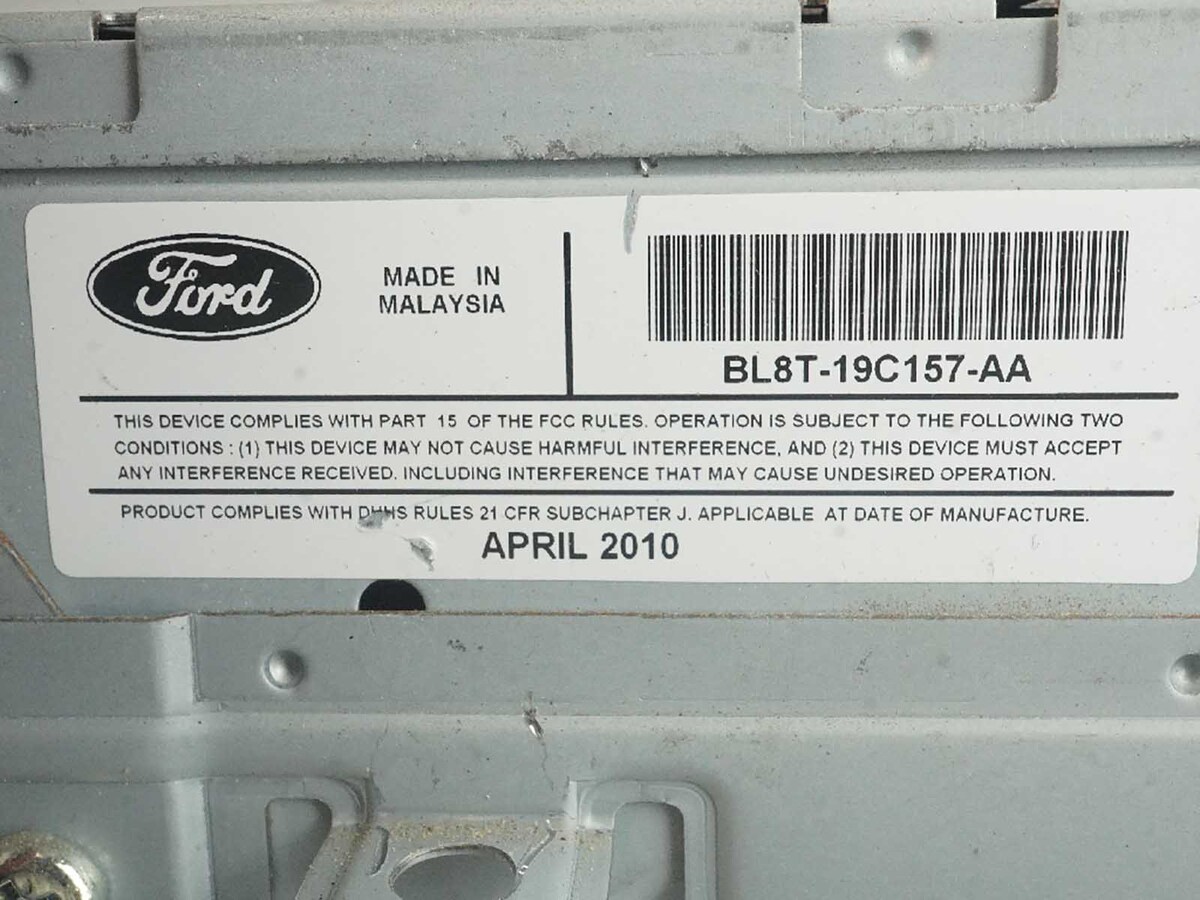 Ford
MADE IN
MALAYSIA
BL8T-19C157-AA
THIS DEVICE COMPLIES WITH PART 15 OF THE FCC RULES. OPERATION IS SUBJECT TO THE FOLLOWING TWO
CONDITIONS : (1) THIS DEVICE MAY NOT CAUSE HARMFUL INTERFERENCE, AND (2) THIS DEVICE MUST ACCEPT
ANY INTERFERENCE RECEIVED. INCLUDING INTERFERENCE THAT MAY CAUSE UNDESIRED OPERATION.
PRODUCT COMPLIES WITH DHHS RULES 21 CFR SUBCHAPTER J. APPLICABLE AT DATE OF MANUFACTURE.
APRIL 2010